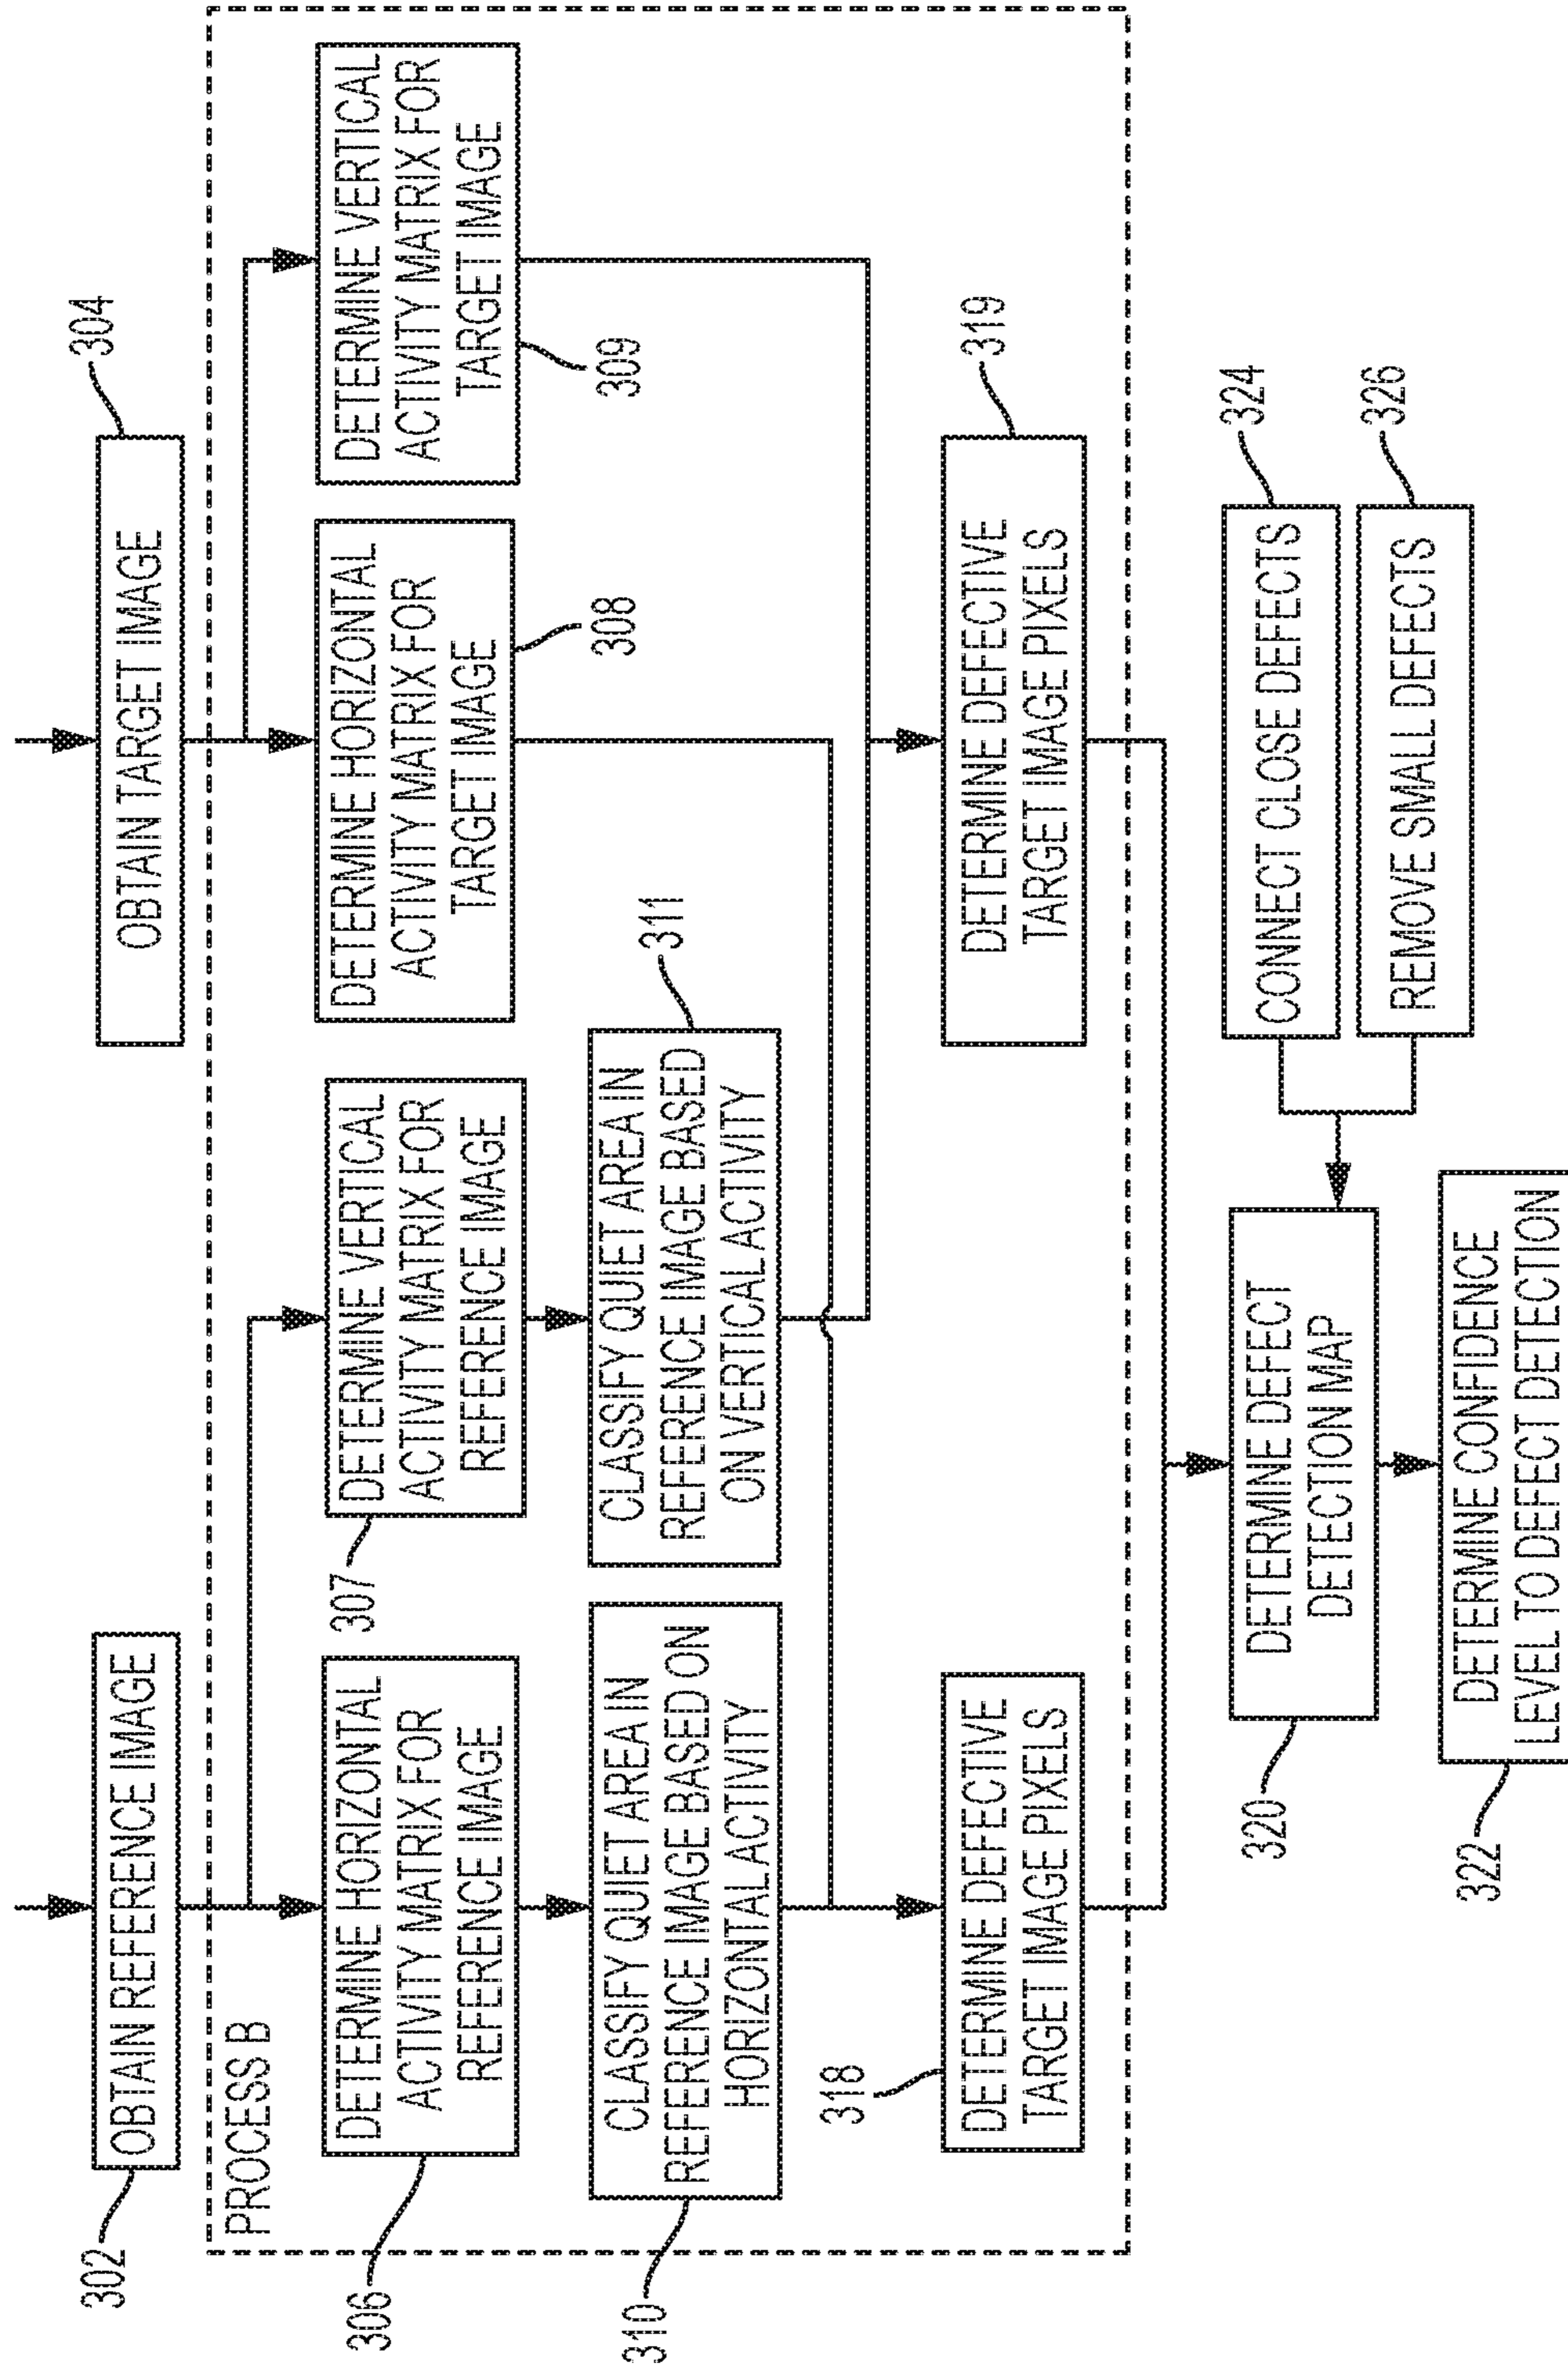 302
OBTAIN REFERENCE IMAGE
304
OBTAIN TARGET IMAGE
PROCESS B
306
DETERMINE HORIZONTAL
ACTIVITY MATRIX FOR
REFERENCE IMAGE
307
DETERMINE VERTICAL
ACTIVITY MATRIX FOR
REFERENCE IMAGE
DETERMINE HORIZONTAL
ACTIVITY MATRIX FOR
TARGET IMAGE
308
DETERMINE VERTICAL
ACTIVITY MATRIX FOR
TARGET IMAGE
309
310
CLASSIFY QUIET AREA IN
REFERENCE IMAGE BASED ON
HORIZONTAL ACTIVITY
311
CLASSIFY QUIET AREA IN
REFERENCE IMAGE BASED
ON VERTICAL ACTIVITY
318
DETERMINE DEFECTIVE
TARGET IMAGE PIXELS
319
DETERMINE DEFECTIVE
TARGET IMAGE PIXELS
320
DETERMINE DEFECT
DETECTION MAP
324
CONNECT CLOSE DEFECTS
326
REMOVE SMALL DEFECTS
322
DETERMINE CONFIDENCE
LEVEL TO DEFECT DETECTION